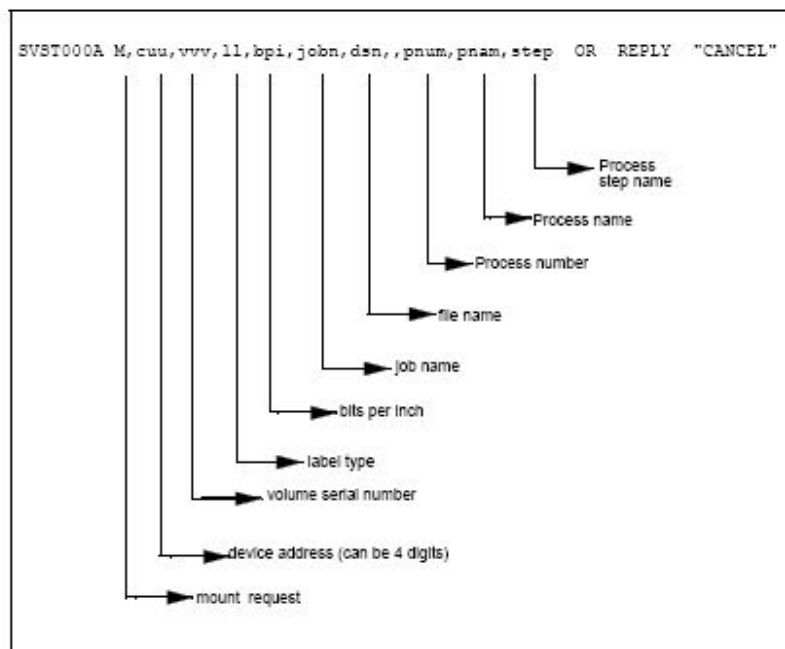 SVST000A M,cuu,vvv,ll,bpi,jobn,dsn,,pnum,pnam,step OR REPLY "CANCEL"
Process
step name
Process name
Process number
file name
job name
bits per inch
label type
volume serial number
device address (can be 4 digits)
mount request